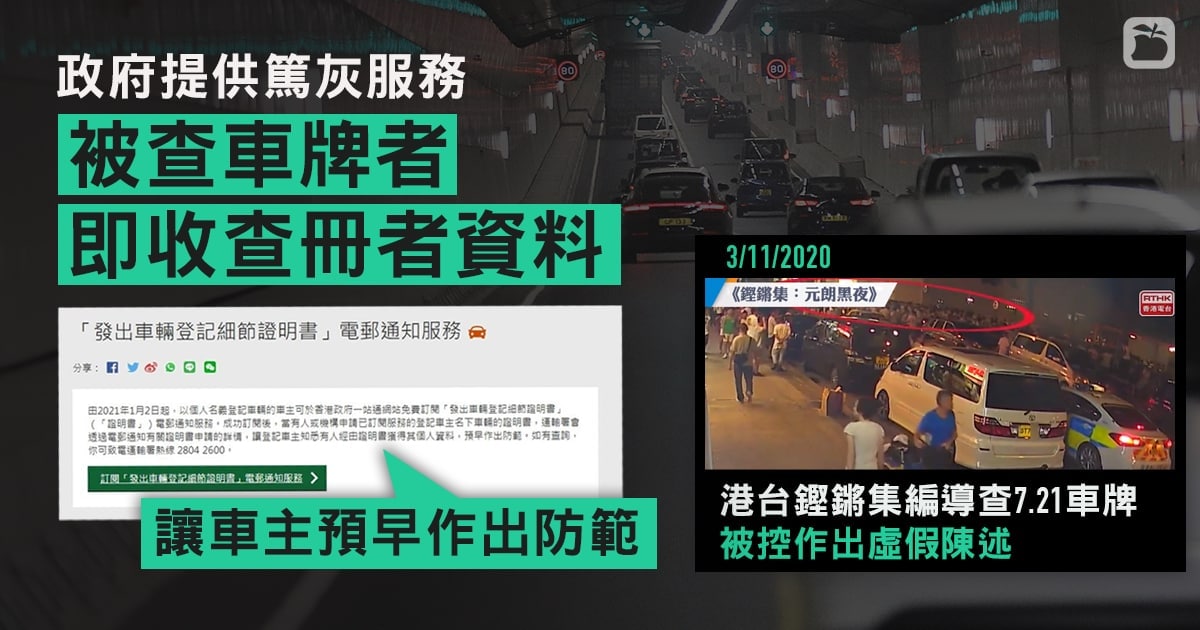 政府提供篤灰服務
被查車牌者
即收查冊者資料
「發出車輛登記細節證明書」電郵通知服務
分享：
由2021年1月2日起，以個人名義登記車輛的車主可於香港政府一站通網站免費訂閱「發出車輛登記細節證明書」
（「證明書」）電郵通知服務。成功訂閱後，當有人或機構申請已訂閱服務的登記車主名下車輛的證明書，運輸署會
透過電郵通知有關證明書申請的詳情，讓登記車主知悉有人經由證明書獲得其個人資料，預早作出防範。如有查詢，
你可致電運輸署熱線 2804 2600。
訂閱「發出車輛登記細節證明書」電郵通知服務
讓車主預早作出防範
3/11/2020
《鏗鏘集：元朗黑夜》
RTHK
香港電台
港台鏗鏘集編導查7.21車牌
被控作出虛假陳述
80
80